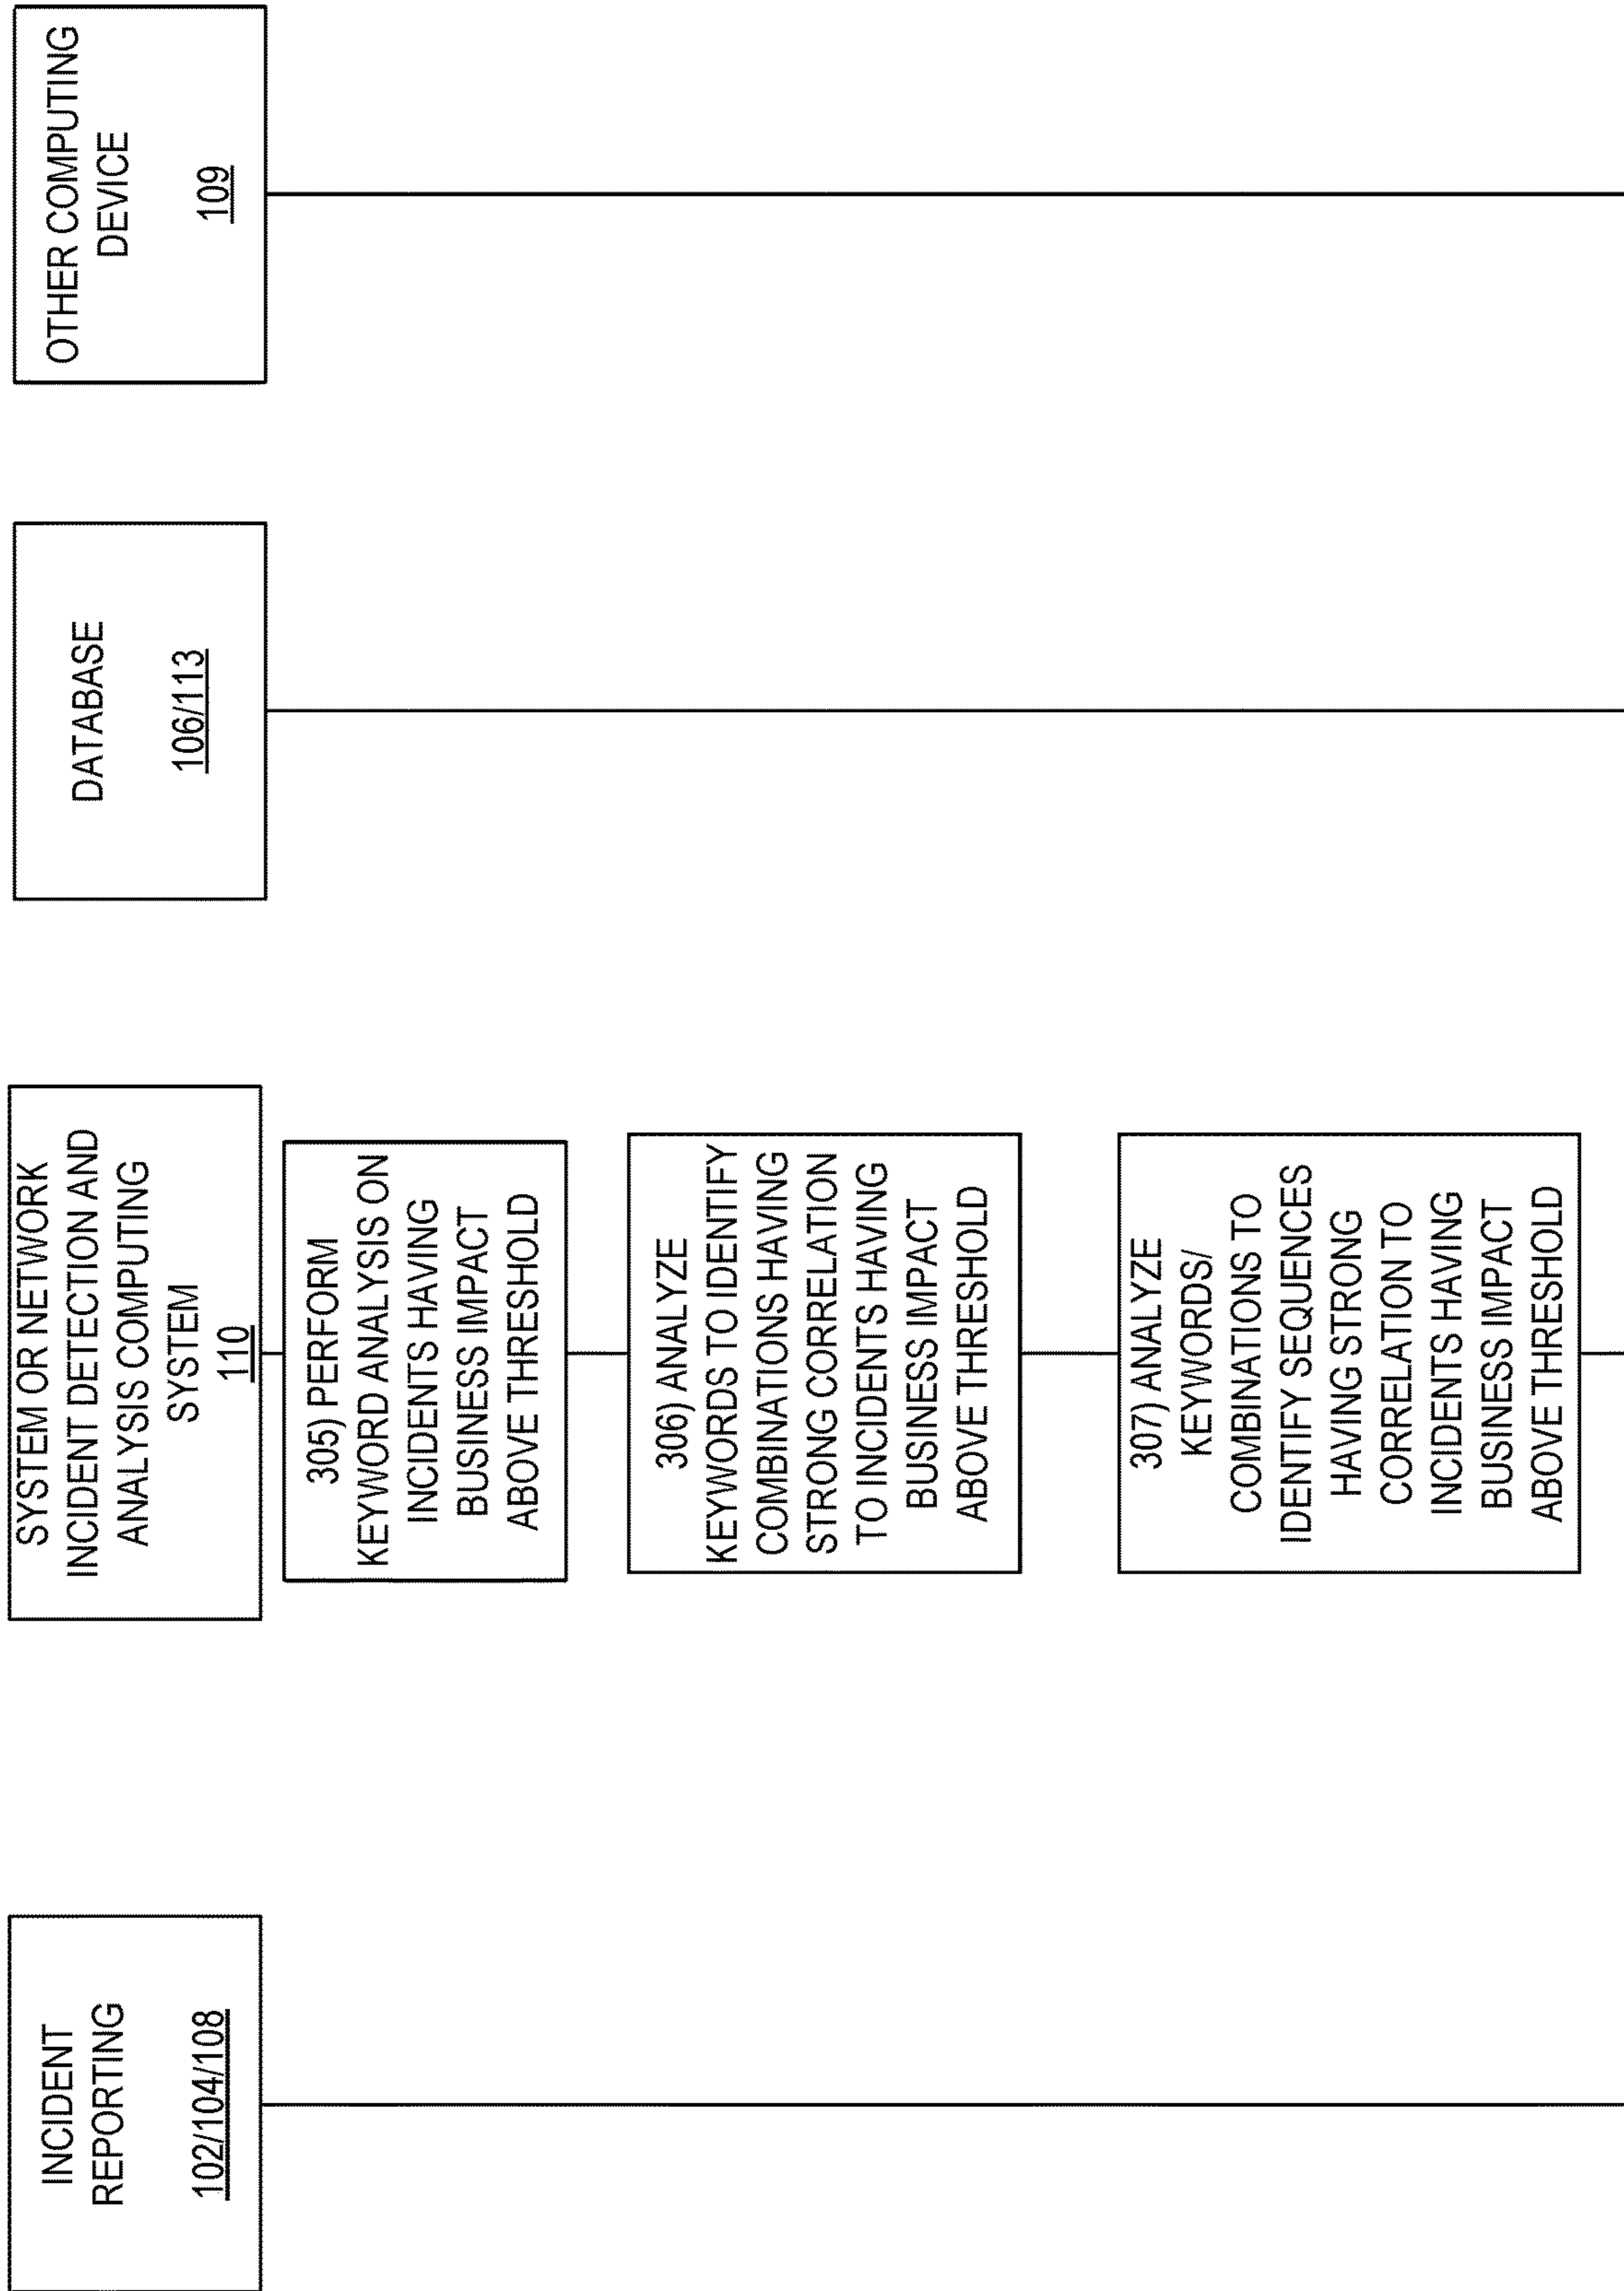 INCIDENT
REPORTING
102/104/108
SYSTEM OR NETWORK
INCIDENT DETECTION AND
ANALYSIS COMPUTING
SYSTEM
110
DATABASE
106/113
OTHER COMPUTING
DEVICE
109
305) PERFORM
KEYWORD ANALYSIS ON
INCIDENTS HAVING
BUSINESS IMPACT
ABOVE THRESHOLD
306) ANALYZE
KEYWORDS TO IDENTIFY
COMBINATIONS HAVING
STRONG CORRELATION
TO INCIDENTS HAVING
BUSINESS IMPACT
ABOVE THRESHOLD
307) ANALYZE
KEYWORDS/
COMBINATIONS TO
IDENTIFY SEQUENCES
HAVING STRONG
CORRELATION TO
INCIDENTS HAVING
BUSINESS IMPACT
ABOVE THRESHOLD